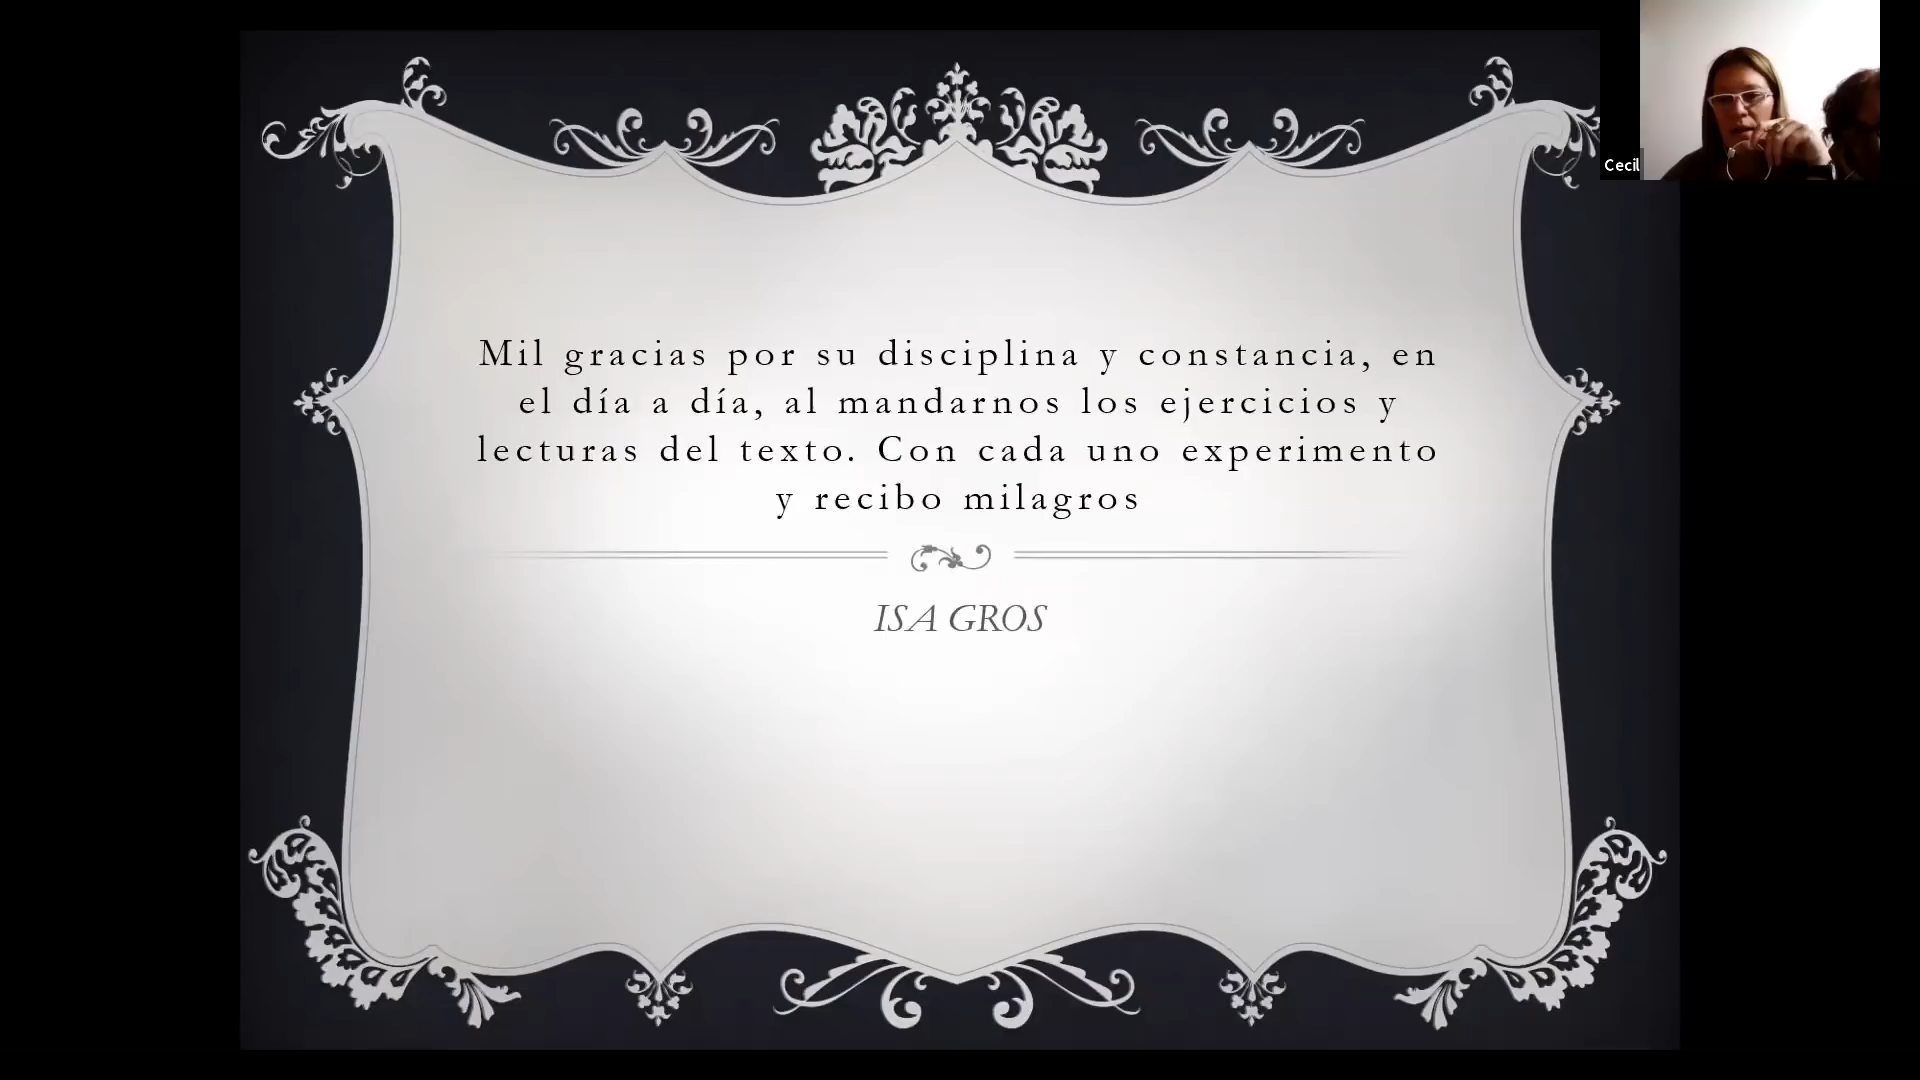 Mil gracias por su disciplina y constancia, en
el día a día, al mandarnos los ejercicios y
lecturas del texto. Con cada uno experimento
y recibo milagros
ISA GROS
Cecil